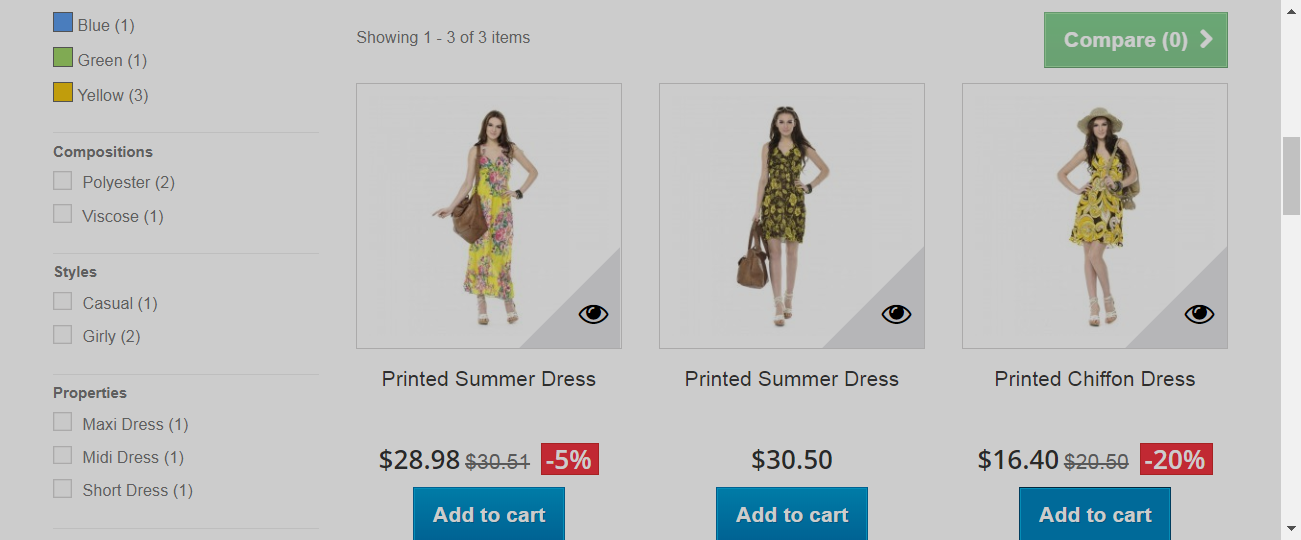 Blue (1)
Green (1)
Yellow (3)
Compositions
Polyester (2)
Viscose (1)
Styles
Casual (1)
Girly (2)
Properties
Maxi Dress (1)
Midi Dress (1)
Short Dress (1)
Showing 1 - 3 of 3 items
Compare (0)
Printed Summer Dress
$28.98 $30.51 -5%
Add to cart
Printed Summer Dress
$30.50
Add to cart
Printed Chiffon Dress
$16.40 $20.50 -20%
Add to cart